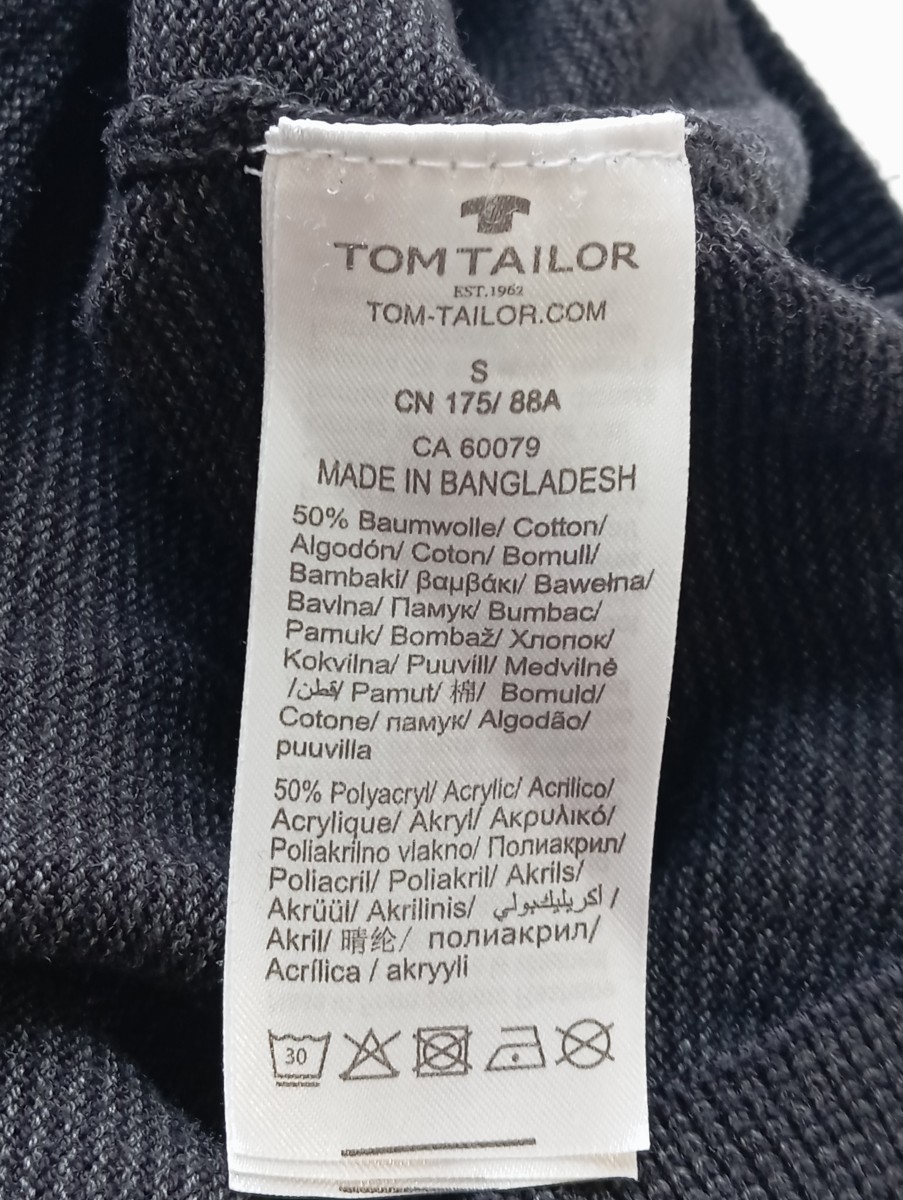 TOM TAILOR
EST.1962
TOM-TAILOR.COM
S
CN 175/ 88A
CA 60079
MADE IN BANGLADESH
50% Baumwolle/ Cotton/
Algodón/ Coton/ Bomull/
Bambaki/ βαμβάκι/ Bawełna/
Bavlna/ Памук/ Bumbac/
Pamuk/ Bombaž/ Хлопок/
Kokvilna/ Puuvill/ Medvilnė
/قطن/ Pamut/ 棉/ Bomuld/
Cotone/ памук/ Algodão/
puuvilla
50% Polyacryl/ Acrylic/ Acrilico/
Acrylique/ Akryl/ Ακρυλικό/
Poliakrilno vlakno/ Полиакрил/
Poliacril/ Poliakril/ Akrils/
Akrüül/ Akrilinis/ اكريليكبولي /
Akril/ 晴纶/ полиакрил/
Acrílica / akryyli
30